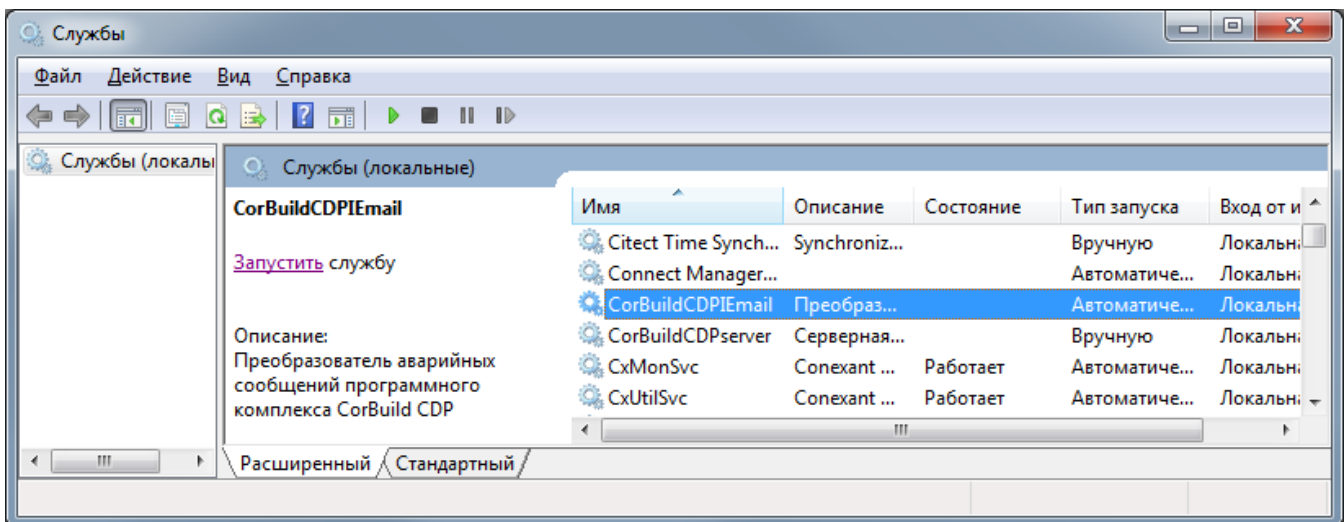 Службы
Файл Действие Вид Справка
Службы (локалы
Службы (локальные)
CorBuildCDPIEmail
Запустить службу
Описание:
Преобразователь аварийных
сообщений программного
комплекса CorBuild CDP
Имя Описание Состояние Тип запуска Вход от и
Citect Time Synch... Synchroniz... Вручную Локальна
Connect Manager... Автоматиче... Локальна
CorBuildCDPIEmail Преобраз... Автоматиче... Локальна
CorBuildCDPserver Серверная... Вручную Локальна
CxMonSvc Conexant ... Работает Автоматиче... Локальна
CxUtilSvc Conexant ... Работает Автоматиче... Локальна
Расширенный Стандартный